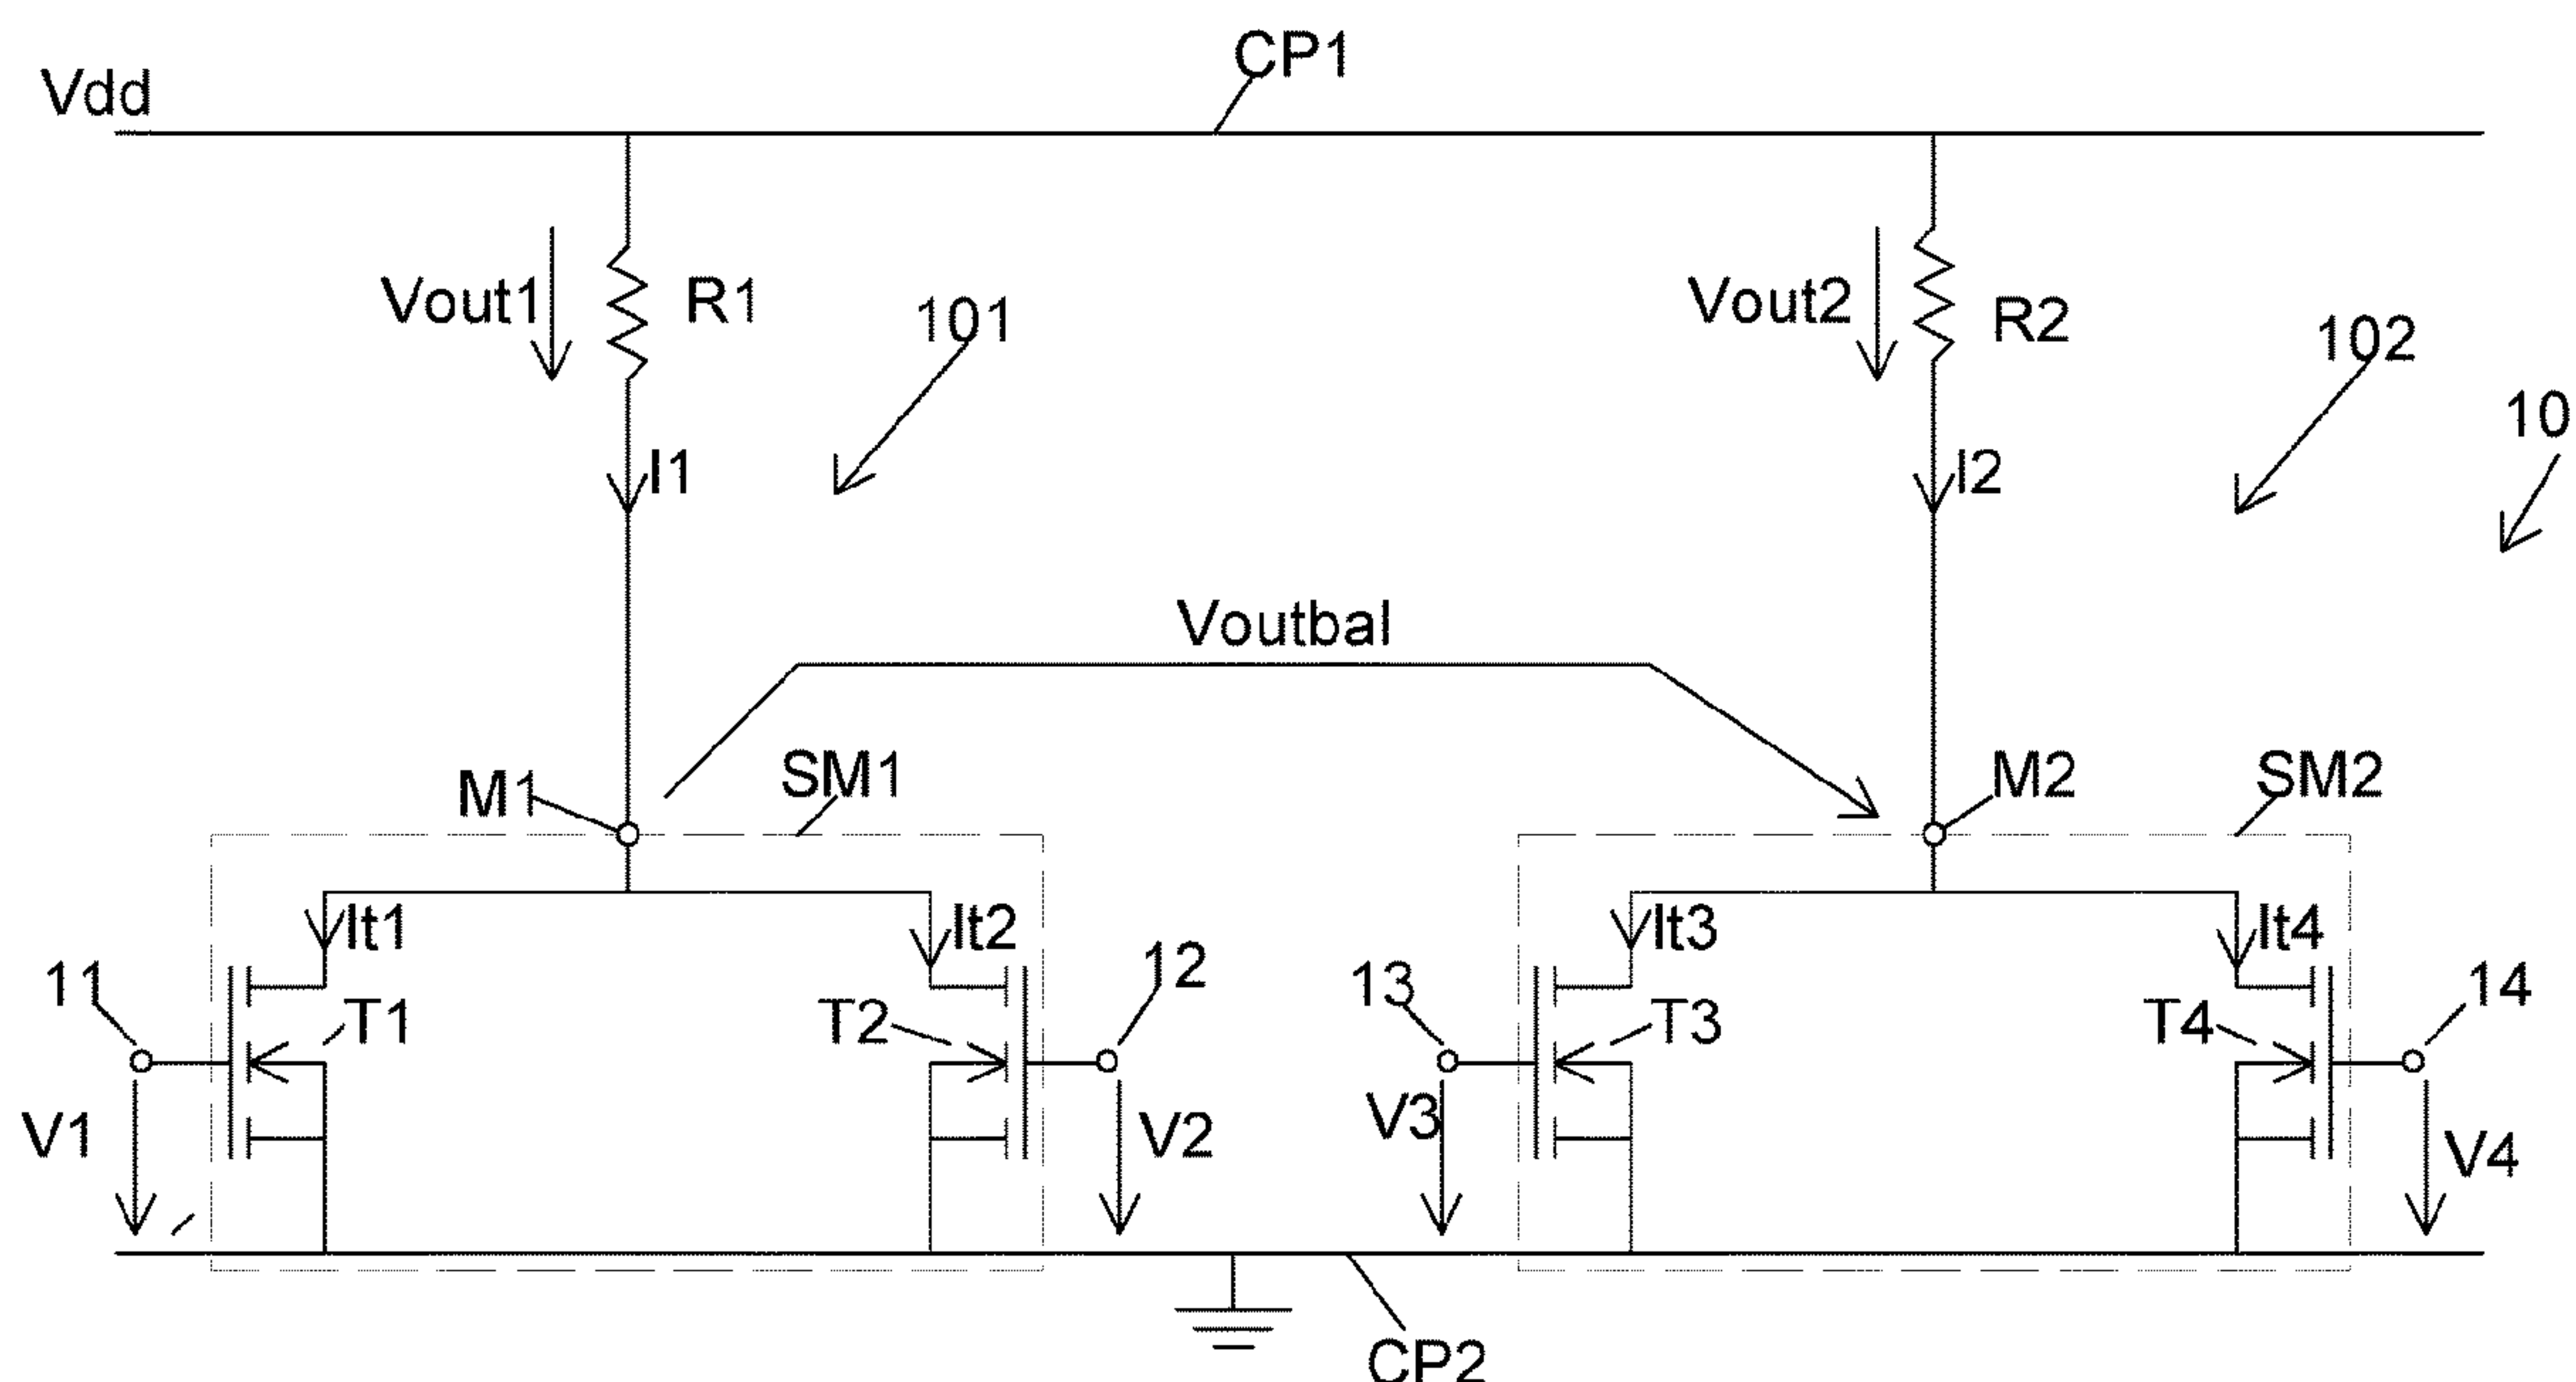 CP1
Vdd
Vout1
R1
101
Vout2
R2
102
10
I1
I2
Voutbal
M1
SM1
M2
SM2
It1
It2
It3
It4
11
T1
T2
12
13
T3
T4
14
V1
V2
V3
V4
CP2